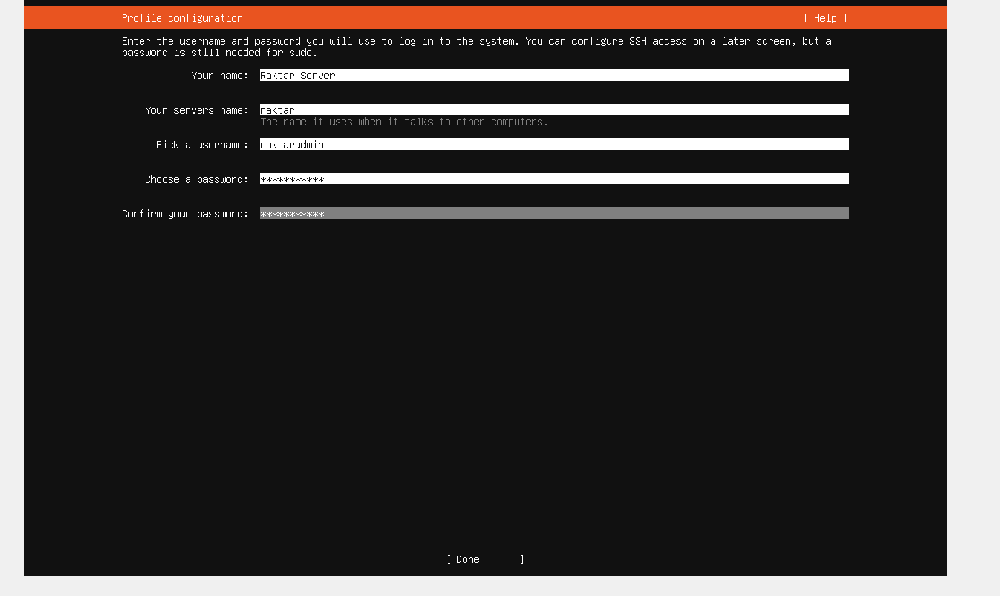 Profile configuration [ Help ]
Enter the username and password you will use to log in to the system. You can configure SSH access on a later screen, but a
password is still needed for sudo.
Your name: Raktar Server
Your servers name: raktar
The name it uses when it talks to other computers.
Pick a username: raktaradmin
Choose a password: ***********
Confirm your password: ***********
[ Done ]